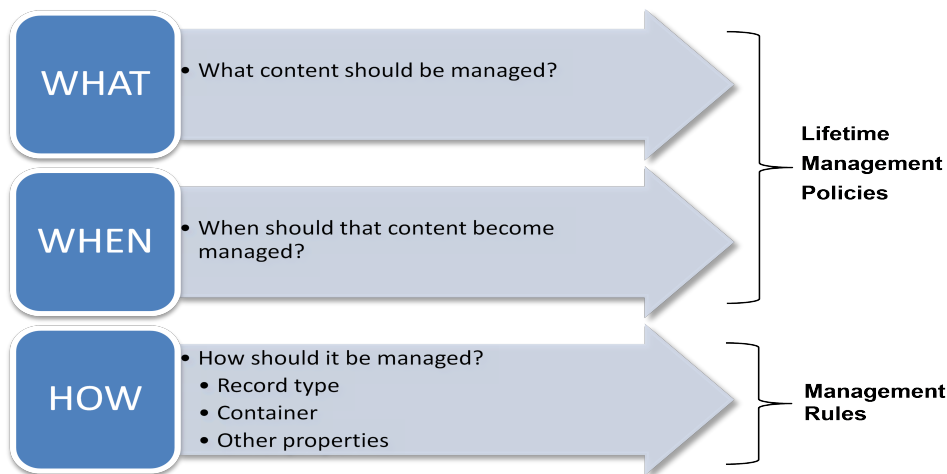 WHAT
• What content should be managed?
WHEN
• When should that content become
managed?
HOW
• How should it be managed?
• Record type
• Container
• Other properties
Lifetime
Management
Policies
Management
Rules